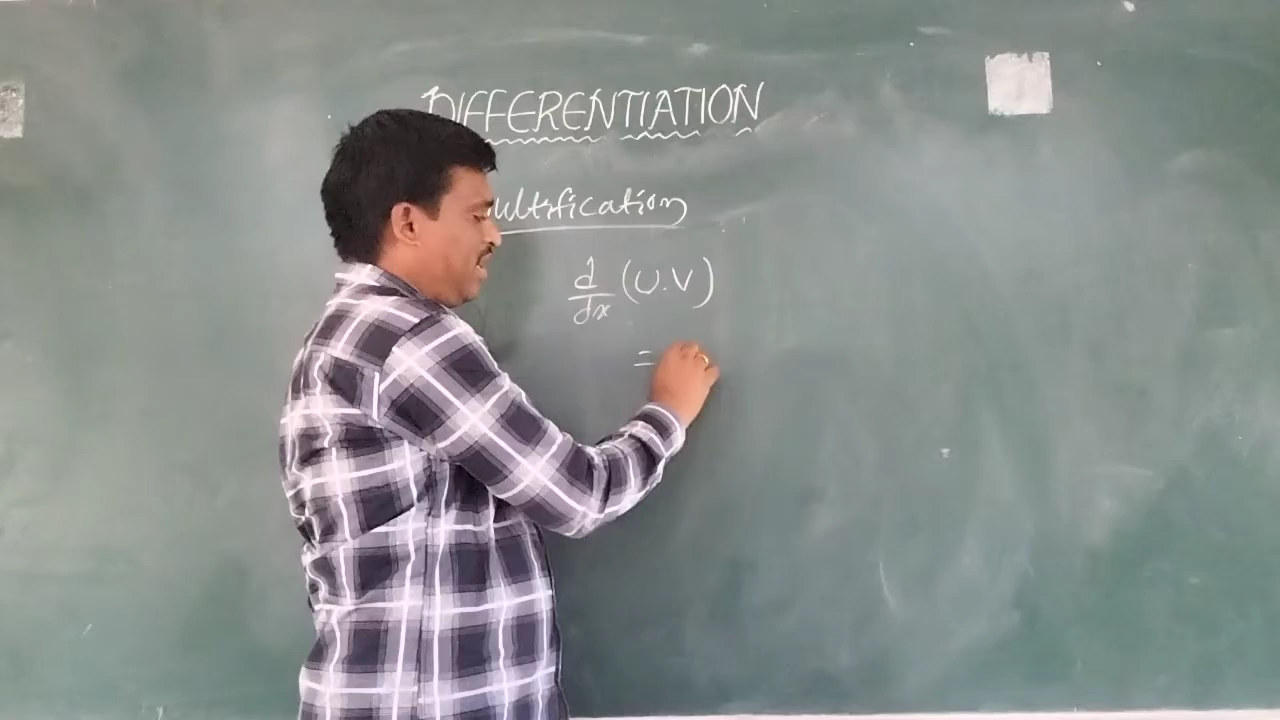 DIFFERENTIATION
ultification
d/dx (U.V)
=